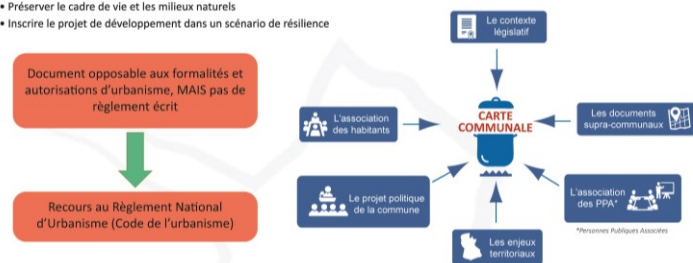 • Préserver le cadre de vie et les milieux naturels
• Inscrire le projet de développement dans un scénario de résilience
Document opposable aux formalités et
autorisations d'urbanisme, MAIS pas de
règlement écrit
Recours au Règlement National
d'Urbanisme (Code de l'urbanisme)
Le contexte
législatif
L'association
des habitants
CARTE
COMMUNALE
Les documents
supra-communaux
Le projet politique
de la commune
L'association
des PPA*
*Personnes Publiques Associées
Les enjeux
territoriaux